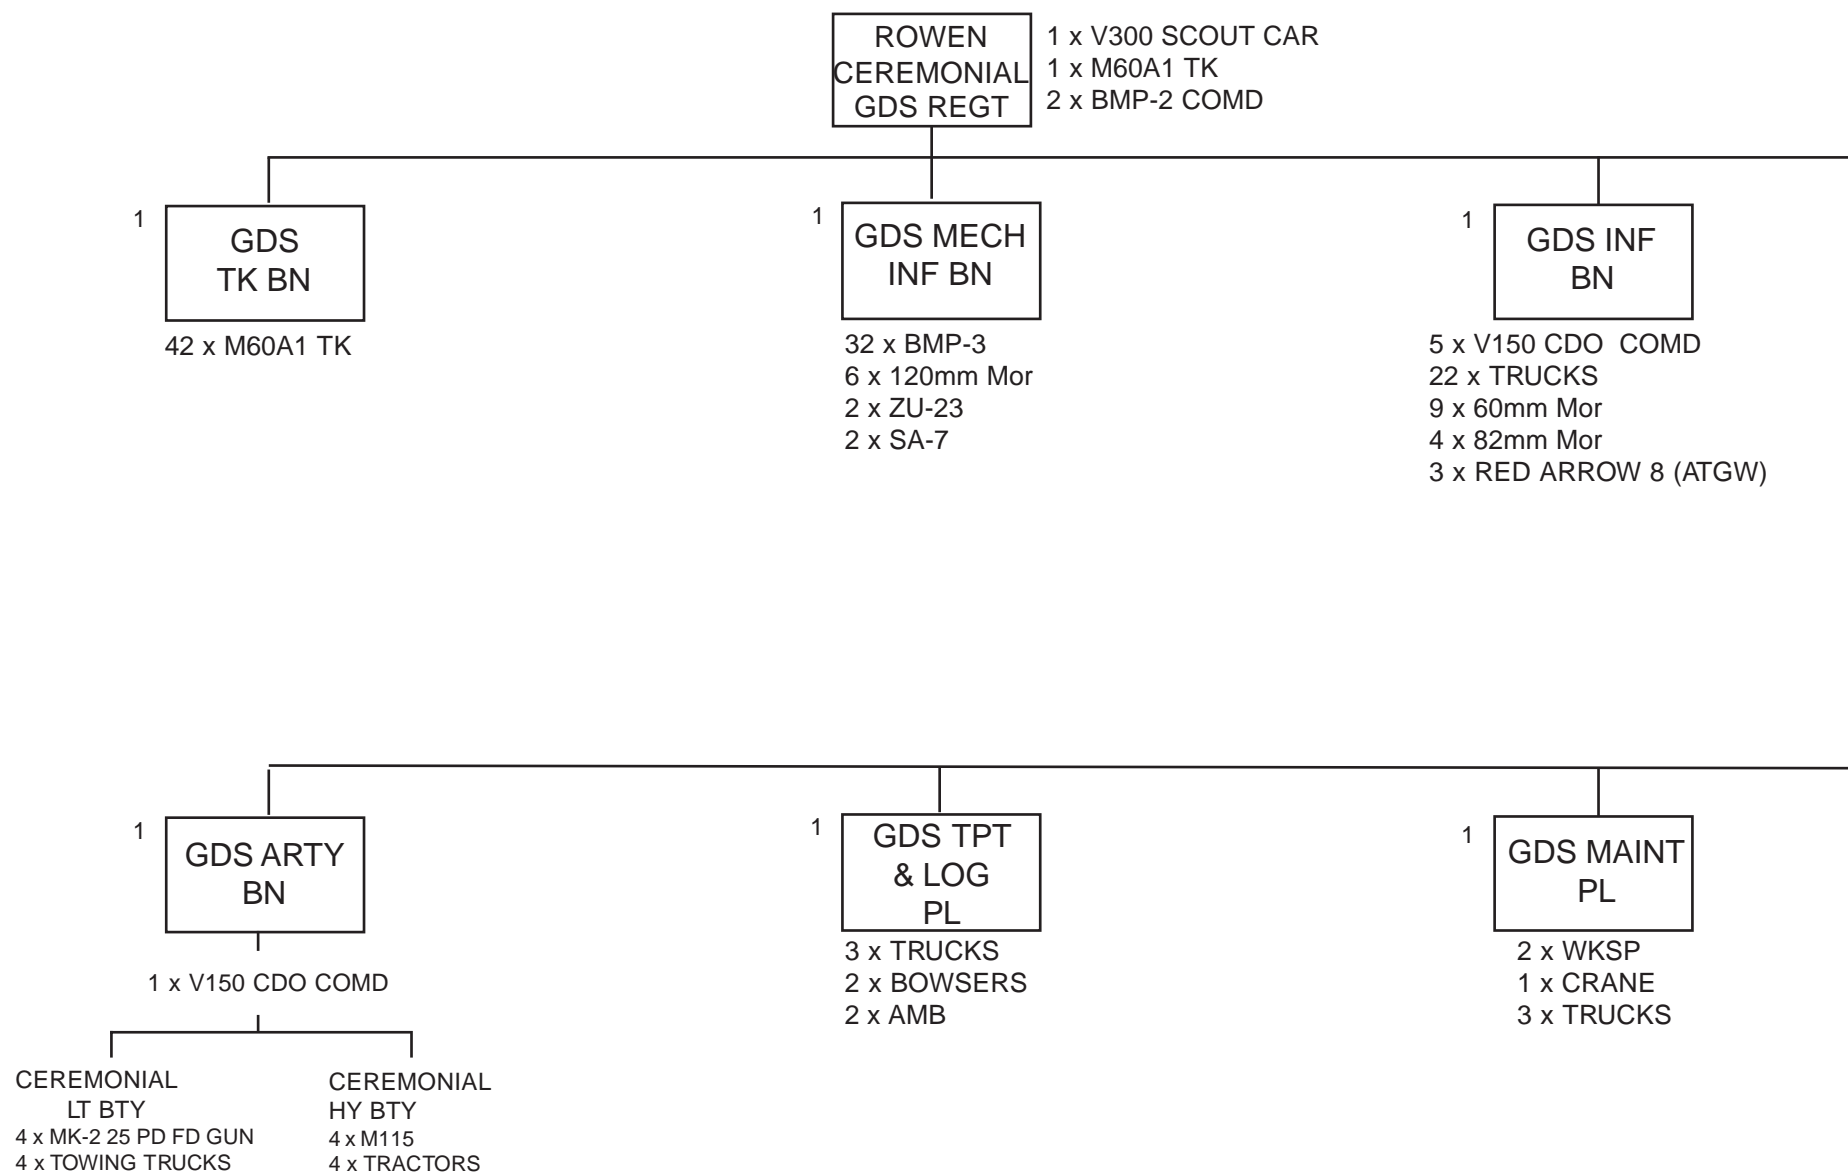 ROWEN
CEREMONIAL
GDS REGT
1 x V300 SCOUT CAR
1 x M60A1 TK
2 x BMP-2 COMD
1
GDS
TK BN
42 x M60A1 TK
1
GDS MECH
INF BN
32 x BMP-3
6 x 120mm Mor
2 x ZU-23
2 x SA-7
1
GDS INF
BN
5 x V150 CDO COMD
22 x TRUCKS
9 x 60mm Mor
4 x 82mm Mor
3 x RED ARROW 8 (ATGW)
1
GDS ARTY
BN
1 x V150 CDO COMD
CEREMONIAL
LT BTY
4 x MK-2 25 PD FD GUN
4 x TOWING TRUCKS
CEREMONIAL
HY BTY
4 x M115
4 x TRACTORS
1
GDS TPT
& LOG
PL
3 x TRUCKS
2 x BOWSERS
2 x AMB
1
GDS MAINT
PL
2 x WKSP
1 x CRANE
3 x TRUCKS